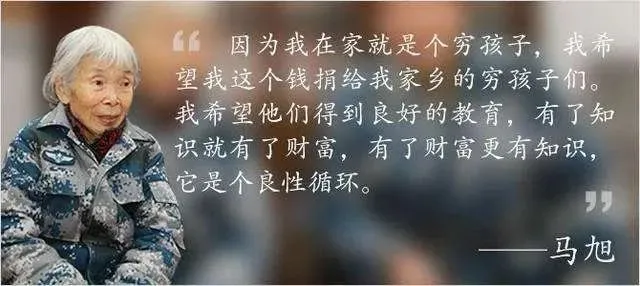 “
因为我在家就是个穷孩子，我希
望我这个钱捐给我家乡的穷孩子们。
我希望他们得到良好的教育，有了知
识就有了财富，有了财富更有知识，
它是个良性循环。
”
——马旭